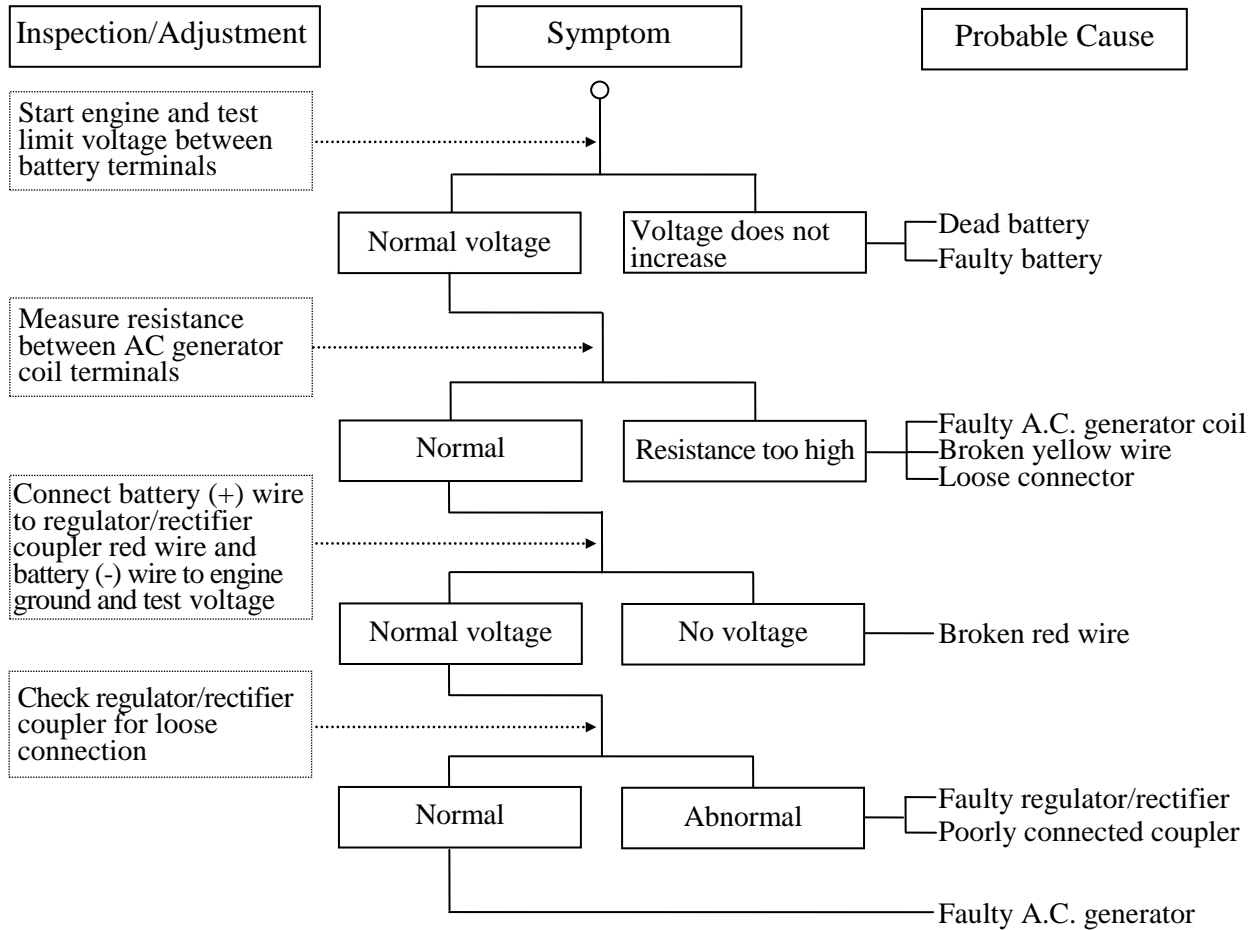 Inspection/Adjustment
Symptom
Probable Cause
Start engine and test
limit voltage between
battery terminals
Normal voltage
Voltage does not
increase
Dead battery
Faulty battery
Measure resistance
between AC generator
coil terminals
Normal
Resistance too high
Faulty A.C. generator coil
Broken yellow wire
Loose connector
Connect battery (+) wire
to regulator/rectifier
coupler red wire and
battery (-) wire to engine
ground and test voltage
Normal voltage
No voltage
Broken red wire
Check regulator/rectifier
coupler for loose
connection
Normal
Abnormal
Faulty regulator/rectifier
Poorly connected coupler
Faulty A.C. generator